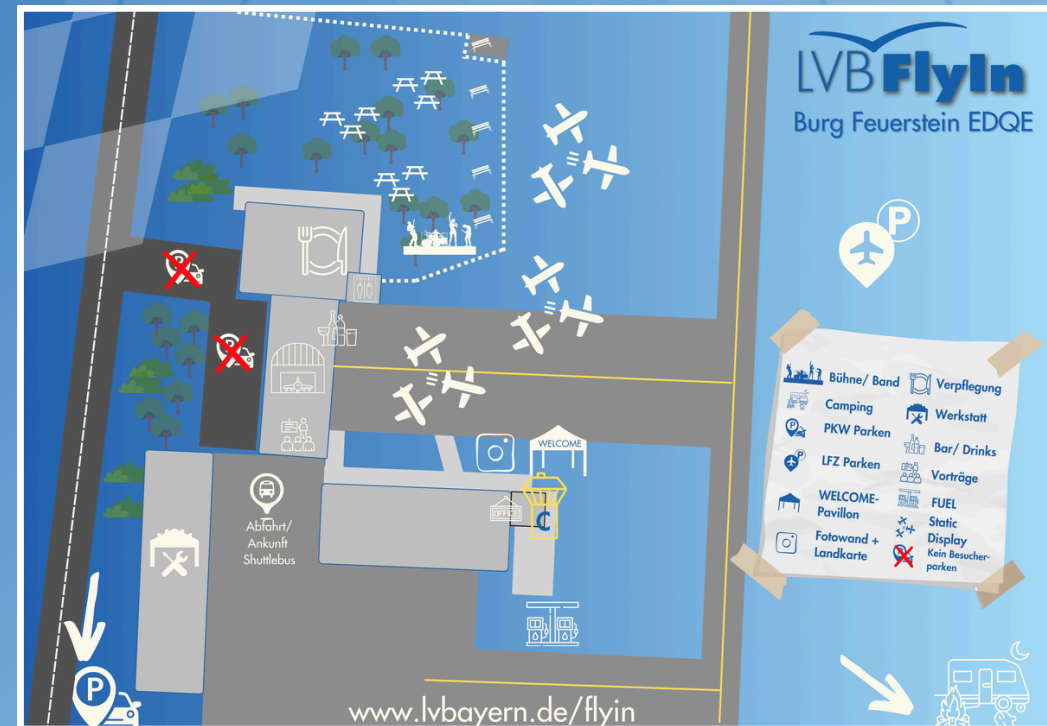 LVB FlyIn
Burg Feuerstein EDQE
P
P
P
WELCOME
OFFICE
C
Abfahrt/
Ankunft
Shuttlebus
Bühne/ Band
Camping
PKW Parken
LFZ Parken
WELCOME-
Pavillon
Fotowand +
Landkarte
Verpflegung
Werkstatt
Bar/ Drinks
Vorträge
FUEL
Static
Display
Kein Besucher-
parken
P
www.lvbayern.de/flyin